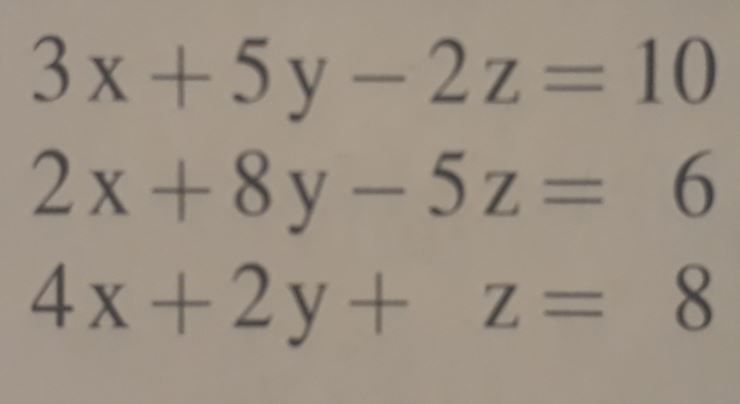 3x + 5y − 2z = 10
2x + 8y − 5z = 6
4x + 2y + z = 8